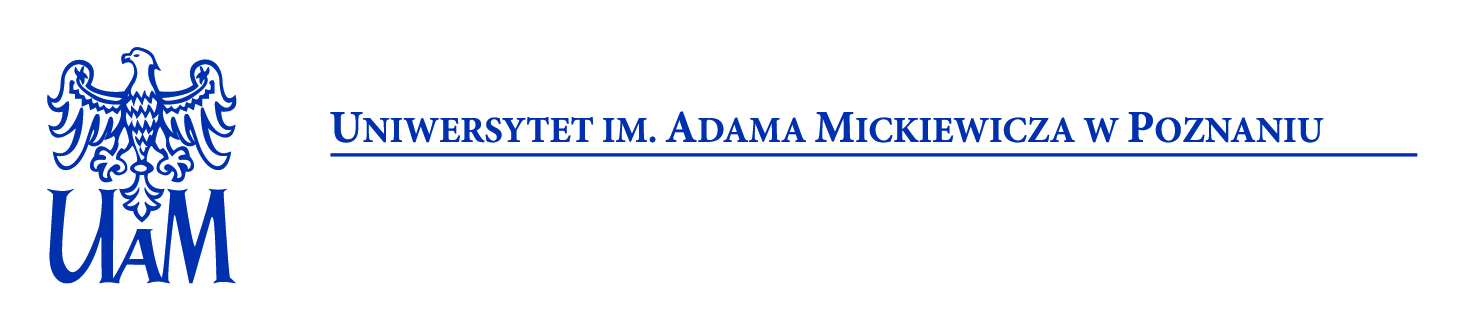 UNIWERSYTET IM. ADAMA MICKIEWICZA W POZNANIU
UAM